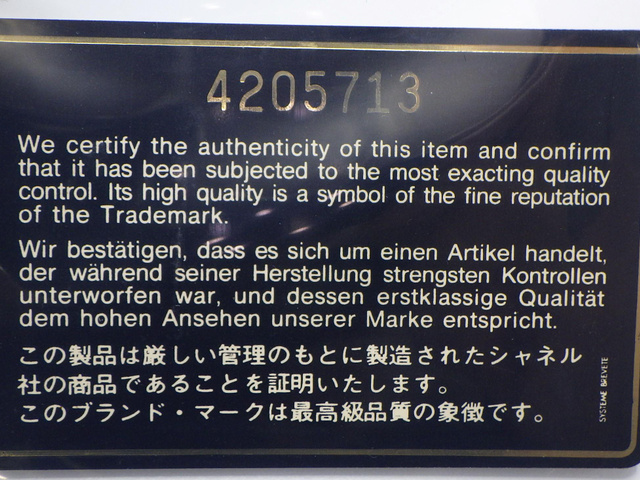 4205713
We certify the authenticity of this item and confirm
that it has been subjected to the most exacting quality
control. Its high quality is a symbol of the fine reputation
of the Trademark.
Wir bestätigen, dass es sich um einen Artikel handelt,
der während seiner Herstellung strengsten Kontrollen
unterworfen war, und dessen erstklassige Qualität
dem hohen Ansehen unserer Marke entspricht.
この製品は厳しい管理のもとに製造されたシャネル
社の商品であることを証明いたします。
このブランド・マークは最高級品質の象徴です。
SYSTEME BREVETE